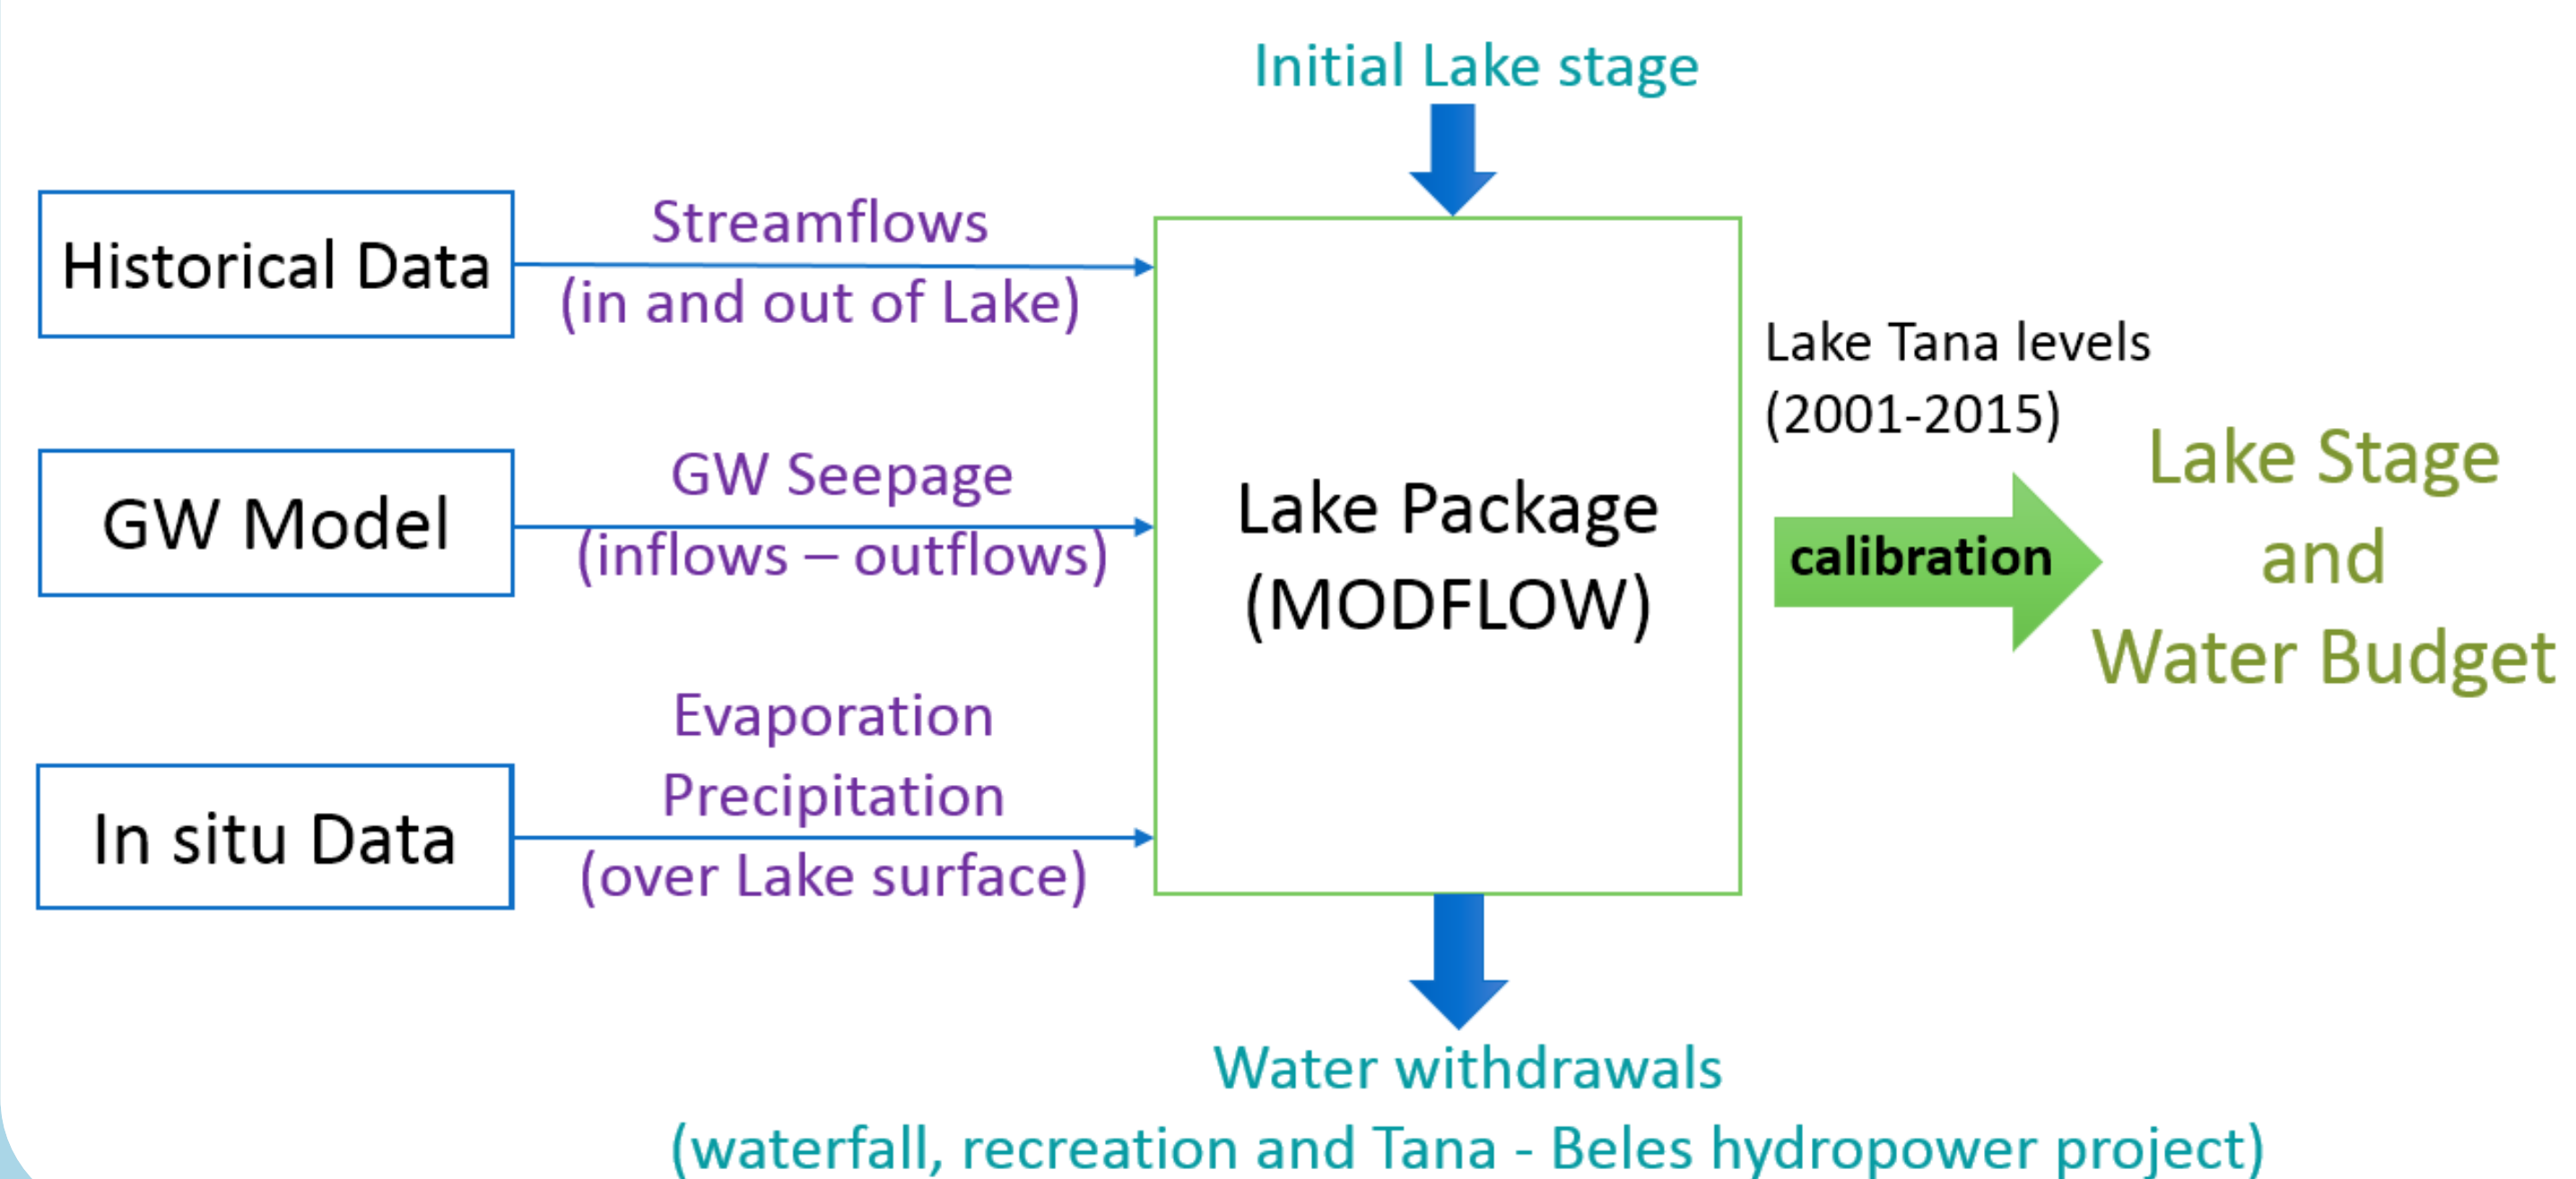 Initial Lake stage
Historical Data
Streamflows
(in and out of Lake)
GW Model
GW Seepage
(inflows – outflows)
In situ Data
Evaporation
Precipitation
(over Lake surface)
Lake Package
(MODFLOW)
Lake Tana levels
(2001-2015)
calibration
Lake Stage
and
Water Budget
Water withdrawals
(waterfall, recreation and Tana - Beles hydropower project)